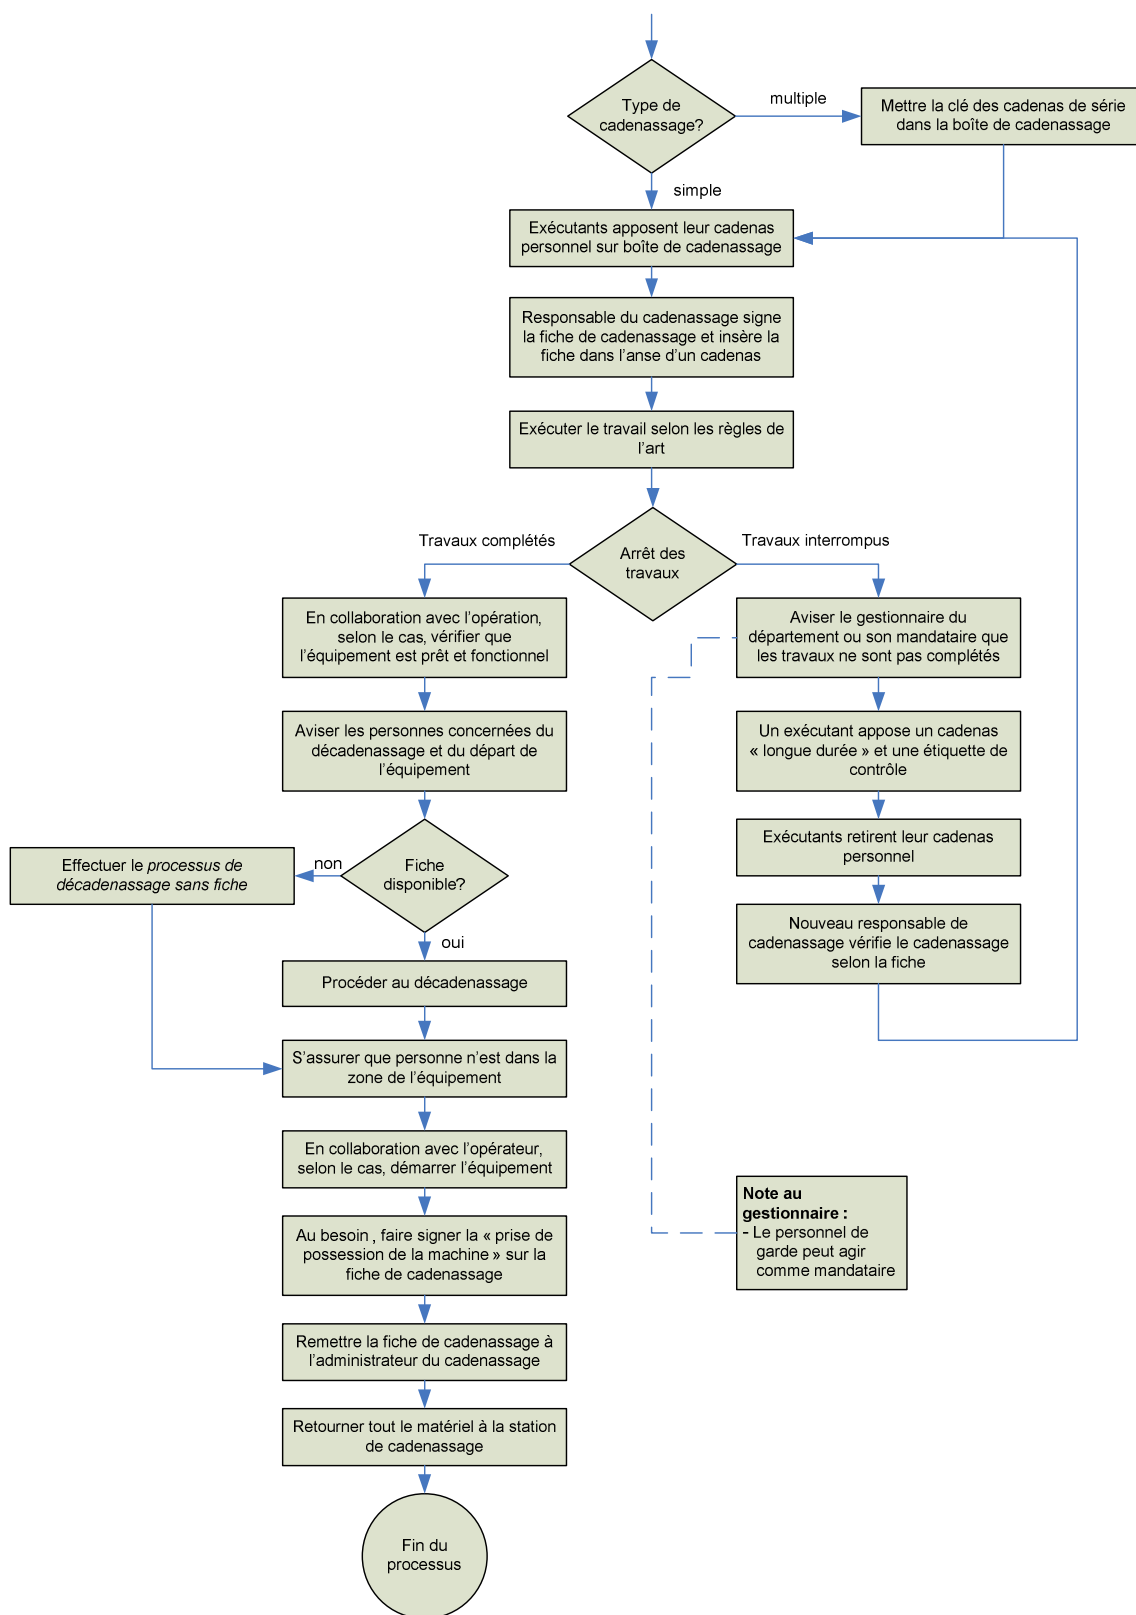 Type de
cadenassage?
multiple
Mettre la clé des cadenas de série
dans la boîte de cadenassage
simple
Exécutants apposent leur cadenas
personnel sur boîte de cadenassage
Responsable du cadenassage signe
la fiche de cadenassage et insère la
fiche dans l’anse d’un cadenas
Exécuter le travail selon les règles de
l’art
Arrêt des
travaux
Travaux complétés
Travaux interrompus
En collaboration avec l’opération,
selon le cas, vérifier que
l’équipement est prêt et fonctionnel
Aviser les personnes concernées du
décadenassage et du départ de
l’équipement
Fiche
disponible?
non
Effectuer le processus de
décadenassage sans fiche
oui
Procéder au décadenassage
S’assurer que personne n’est dans la
zone de l’équipement
En collaboration avec l’opérateur,
selon le cas, démarrer l’équipement
Au besoin , faire signer la « prise de
possession de la machine » sur la
fiche de cadenassage
Remettre la fiche de cadenassage à
l’administrateur du cadenassage
Retourner tout le matériel à la station
de cadenassage
Fin du
processus
Aviser le gestionnaire du
département ou son mandataire que
les travaux ne sont pas complétés
Un exécutant appose un cadenas
« longue durée » et une étiquette de
contrôle
Exécutants retirent leur cadenas
personnel
Nouveau responsable de
cadenassage vérifie le cadenassage
selon la fiche
Note au
gestionnaire :
- Le personnel de
garde peut agir
comme mandataire